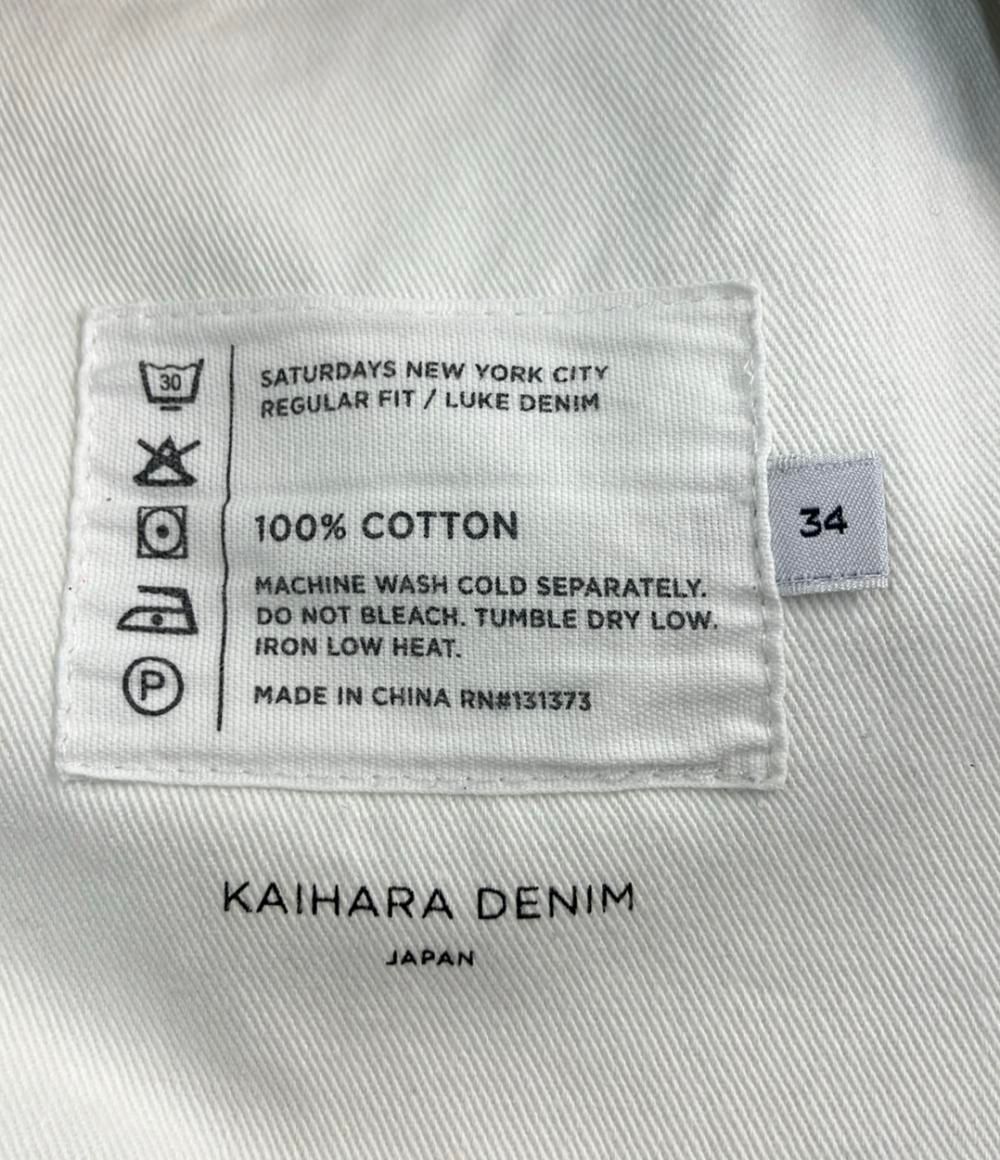 30
SATURDAYS NEW YORK CITY
REGULAR FIT / LUKE DENIM
100% COTTON
MACHINE WASH COLD SEPARATELY.
DO NOT BLEACH. TUMBLE DRY LOW.
IRON LOW HEAT.
P
MADE IN CHINA RN#131373
34
KAIHARA DENIM
JAPAN